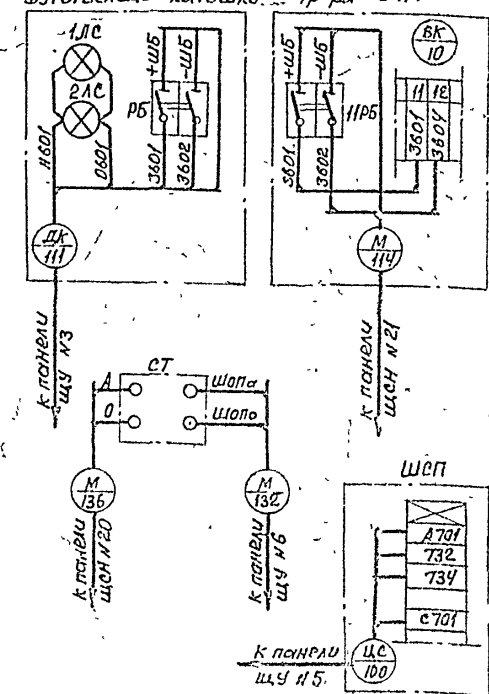 1ЛС
2ЛС
Н601
0601
РБ
+ШБ
-ШБ
3601
3602
ДК
111
К панели
ЩУ №3
+ШБ
-ШБ
11РБ
3601
3602
ВК
10
11
12
3601
3604
М
114
К панели
ЩСН №21
СТ
А
0
ШОПа
ШОПо
М
136
К панели
ЩСН №20
М
132
К панели
ЩУ №6
ШСП
А701
732
734
С701
ЦС
100
К панели
ЩУ №5.